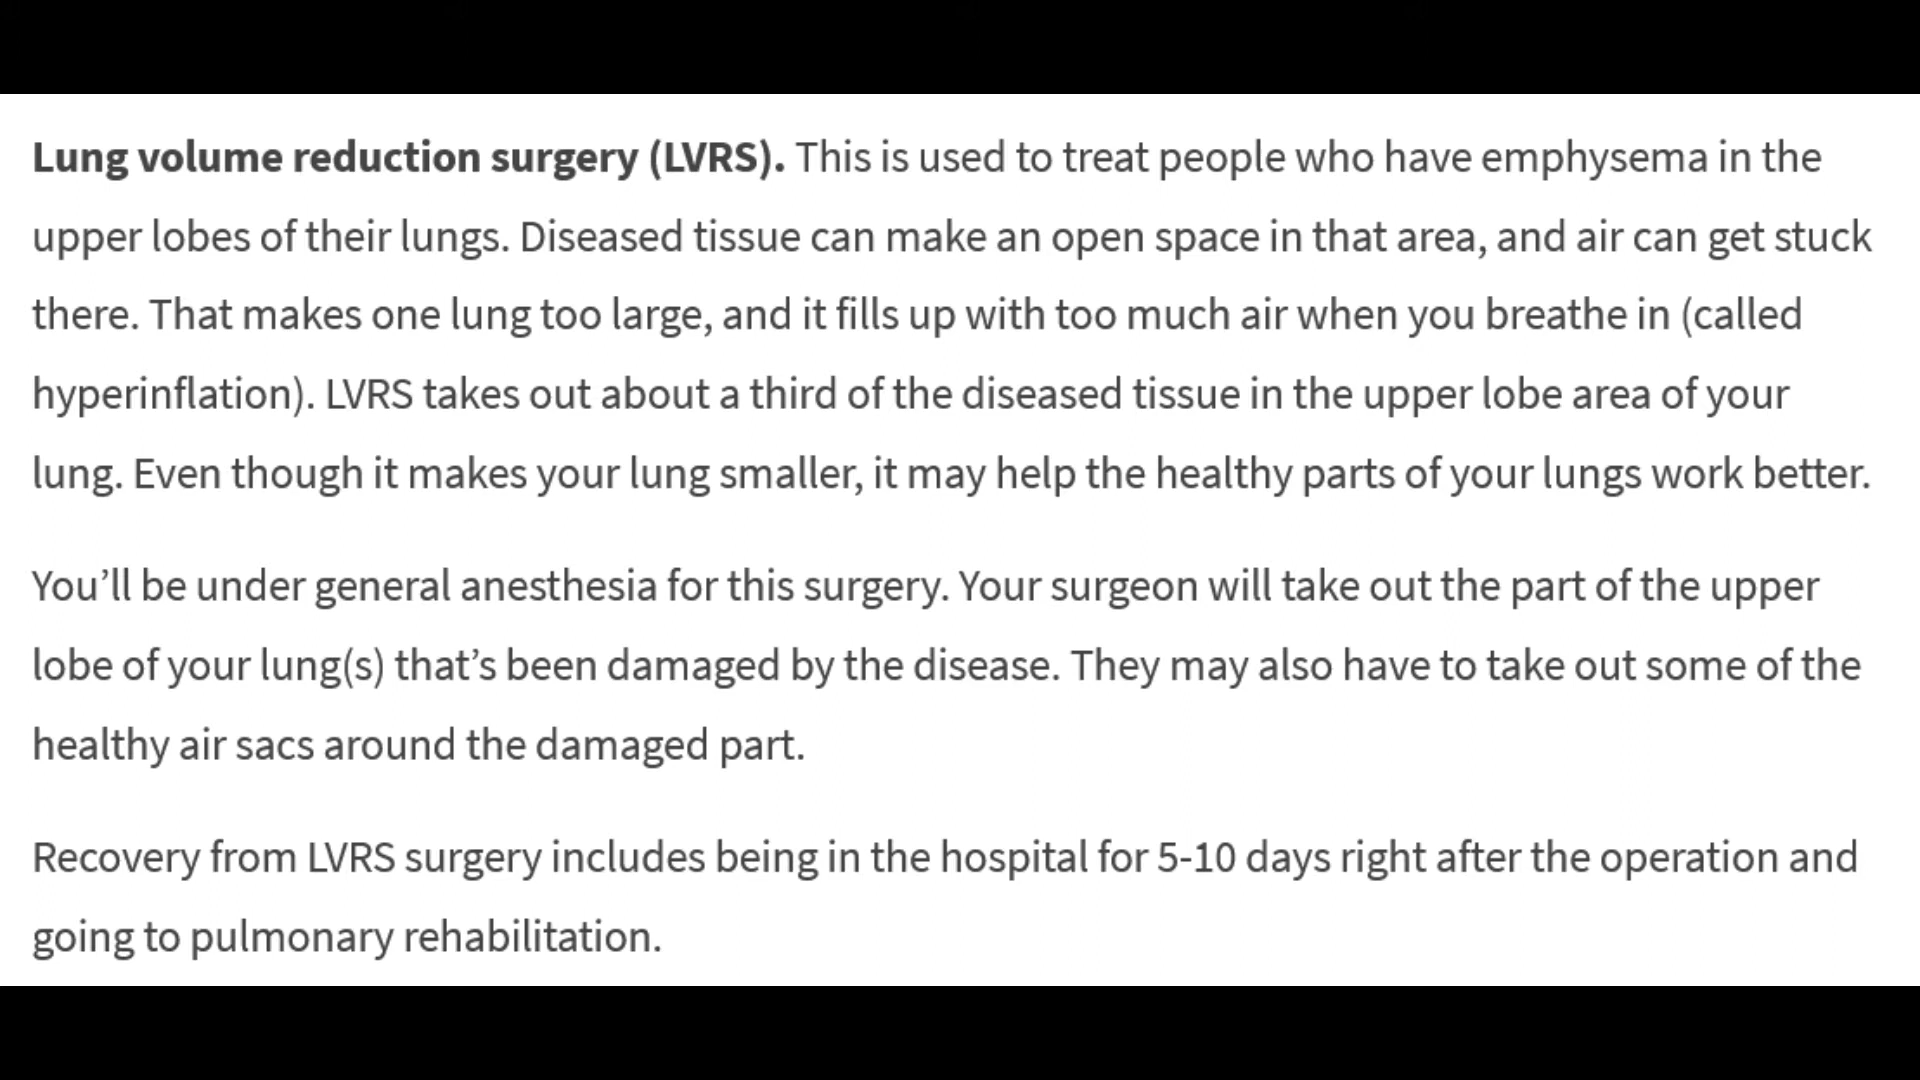 Lung volume reduction surgery (LVRS). This is used to treat people who have emphysema in the
upper lobes of their lungs. Diseased tissue can make an open space in that area, and air can get stuck
there. That makes one lung too large, and it fills up with too much air when you breathe in (called
hyperinflation). LVRS takes out about a third of the diseased tissue in the upper lobe area of your
lung. Even though it makes your lung smaller, it may help the healthy parts of your lungs work better.
You’ll be under general anesthesia for this surgery. Your surgeon will take out the part of the upper
lobe of your lung(s) that’s been damaged by the disease. They may also have to take out some of the
healthy air sacs around the damaged part.
Recovery from LVRS surgery includes being in the hospital for 5-10 days right after the operation and
going to pulmonary rehabilitation.